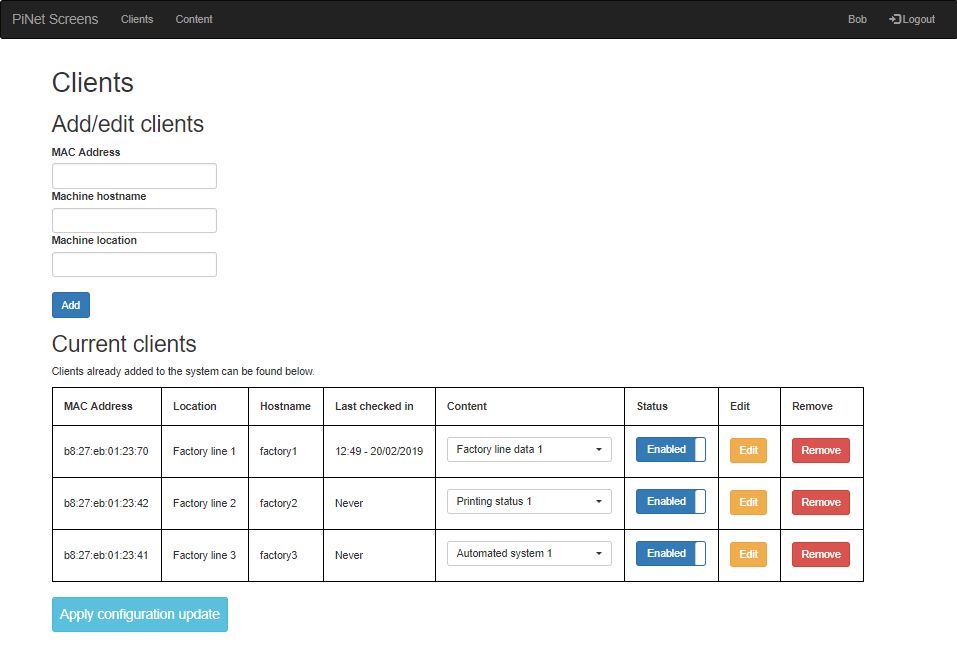 PiNet Screens Clients Content Bob Logout
Clients
Add/edit clients
MAC Address
Machine hostname
Machine location
Add
Current clients
Clients already added to the system can be found below.
MAC Address Location Hostname Last checked in Content Status Edit Remove
b8:27:eb:01:23:70 Factory line 1 factory1 12:49 - 20/02/2019 Factory line data 1 Enabled Edit Remove
b8:27:eb:01:23:42 Factory line 2 factory2 Never Printing status 1 Enabled Edit Remove
b8:27:eb:01:23:41 Factory line 3 factory3 Never Automated system 1 Enabled Edit Remove
Apply configuration update